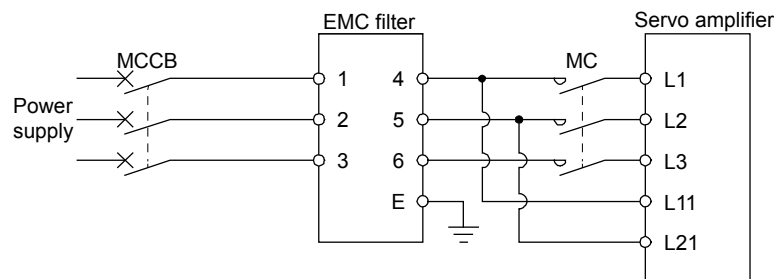 EMC filter
Servo amplifier
MCCB
MC
Power
supply
1
4
L1
2
5
L2
3
6
L3
E
L11
L21